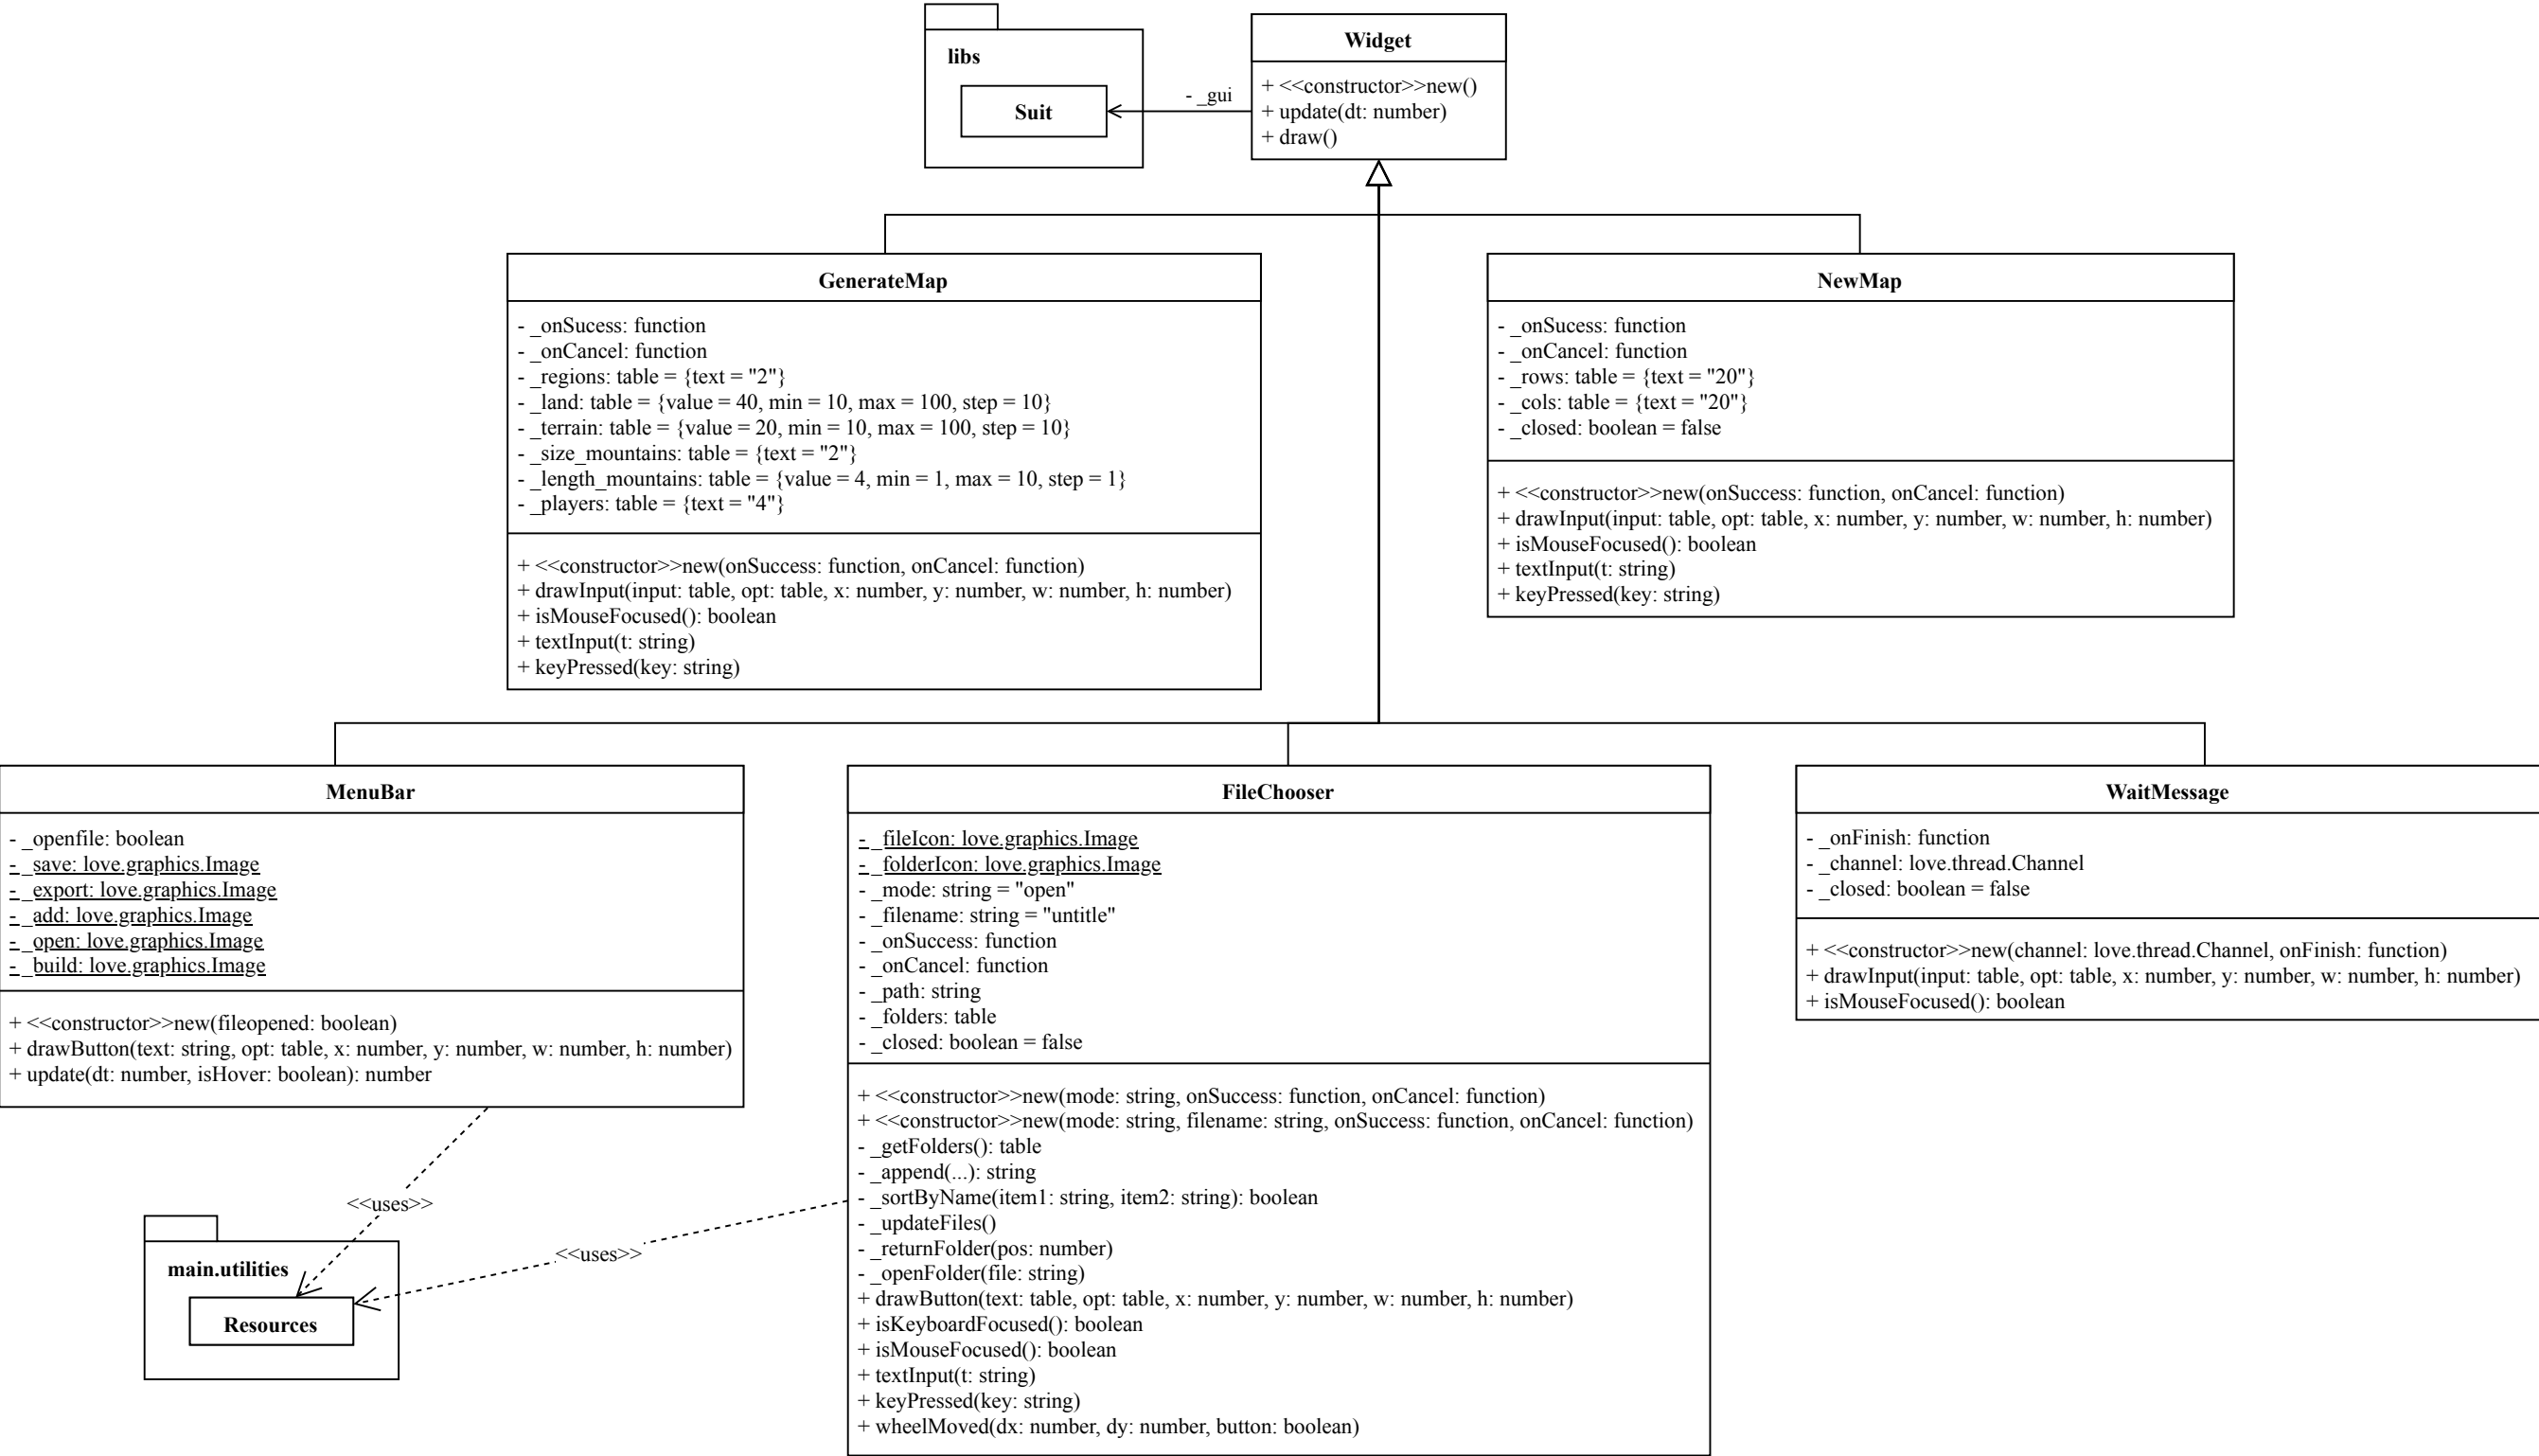 libs
Suit
- _gui
Widget
+ <<constructor>>new()
+ update(dt: number)
+ draw()
GenerateMap
- _onSucess: function
- _onCancel: function
- _regions: table = {text = "2"}
- _land: table = {value = 40, min = 10, max = 100, step = 10}
- _terrain: table = {value = 20, min = 10, max = 100, step = 10}
- _size_mountains: table = {text = "2"}
- _length_mountains: table = {value = 4, min = 1, max = 10, step = 1}
- _players: table = {text = "4"}
+ <<constructor>>new(onSuccess: function, onCancel: function)
+ drawInput(input: table, opt: table, x: number, y: number, w: number, h: number)
+ isMouseFocused(): boolean
+ textInput(t: string)
+ keyPressed(key: string)
NewMap
- _onSucess: function
- _onCancel: function
- _rows: table = {text = "20"}
- _cols: table = {text = "20"}
- _closed: boolean = false
+ <<constructor>>new(onSuccess: function, onCancel: function)
+ drawInput(input: table, opt: table, x: number, y: number, w: number, h: number)
+ isMouseFocused(): boolean
+ textInput(t: string)
+ keyPressed(key: string)
MenuBar
- _openfile: boolean
- _save: love.graphics.Image
- _export: love.graphics.Image
- _add: love.graphics.Image
- _open: love.graphics.Image
- _build: love.graphics.Image
+ <<constructor>>new(fileopened: boolean)
+ drawButton(text: string, opt: table, x: number, y: number, w: number, h: number)
+ update(dt: number, isHover: boolean): number
FileChooser
- _fileIcon: love.graphics.Image
- _folderIcon: love.graphics.Image
- _mode: string = "open"
- _filename: string = "untitle"
- _onSuccess: function
- _onCancel: function
- _path: string
- _folders: table
- _closed: boolean = false
+ <<constructor>>new(mode: string, onSuccess: function, onCancel: function)
+ <<constructor>>new(mode: string, filename: string, onSuccess: function, onCancel: function)
- _getFolders(): table
- _append(...): string
- _sortByName(item1: string, item2: string): boolean
- _updateFiles()
- _returnFolder(pos: number)
- _openFolder(file: string)
+ drawButton(text: table, opt: table, x: number, y: number, w: number, h: number)
+ isKeyboardFocused(): boolean
+ isMouseFocused(): boolean
+ textInput(t: string)
+ keyPressed(key: string)
+ wheelMoved(dx: number, dy: number, button: boolean)
WaitMessage
- _onFinish: function
- _channel: love.thread.Channel
- _closed: boolean = false
+ <<constructor>>new(channel: love.thread.Channel, onFinish: function)
+ drawInput(input: table, opt: table, x: number, y: number, w: number, h: number)
+ isMouseFocused(): boolean
<<uses>>
<<uses>>
main.utilities
Resources